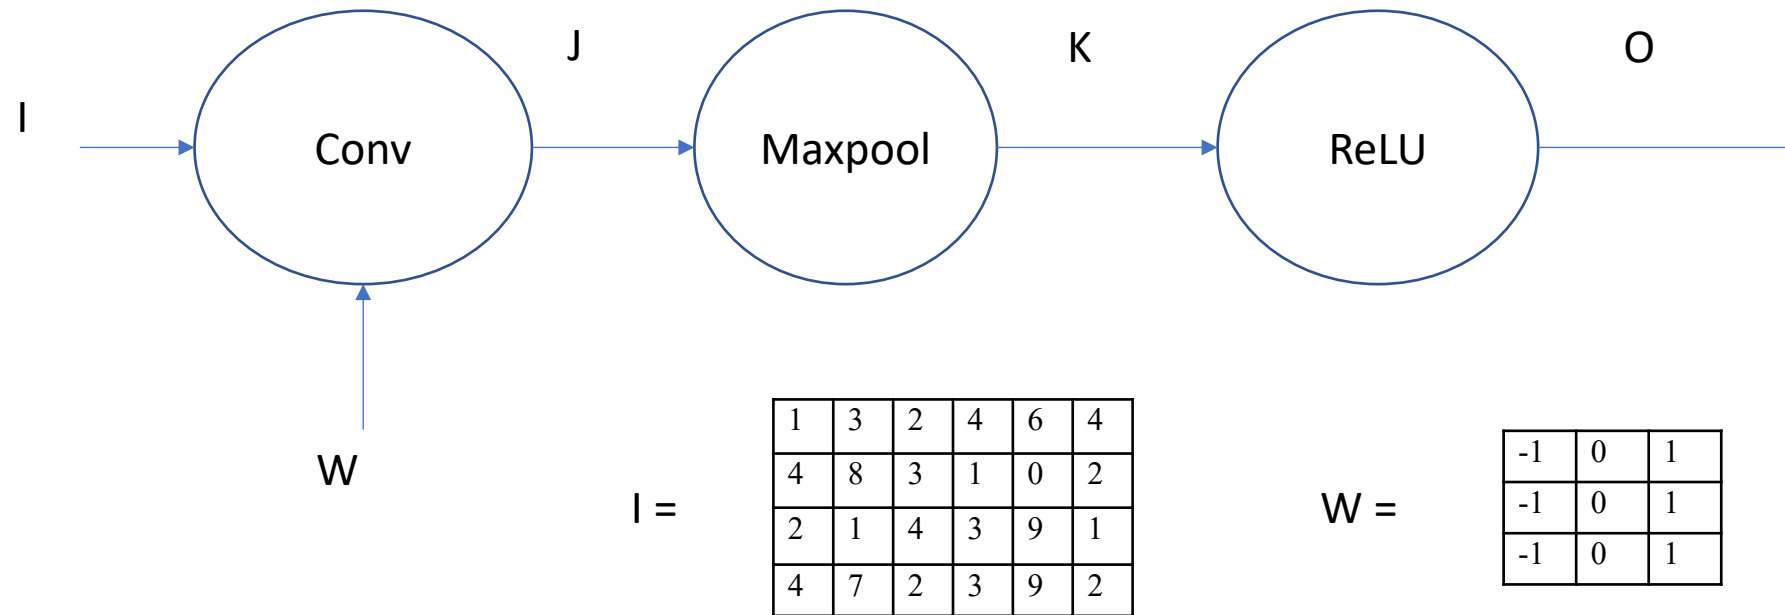 I
Conv
J
Maxpool
K
ReLU
O
W
I =
1 3 2 4 6 4
4 8 3 1 0 2
2 1 4 3 9 1
4 7 2 3 9 2
W =
-1 0 1
-1 0 1
-1 0 1